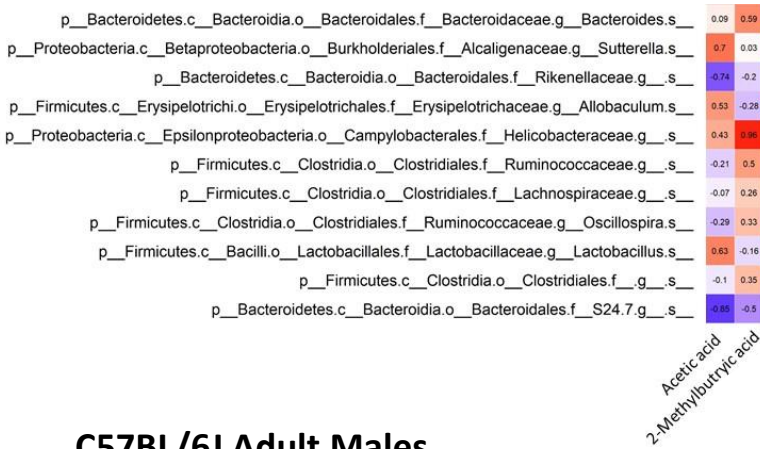 p__Bacteroidetes.c__Bacteroidia.o__Bacteroidales.f__Bacteroidaceae.g__Bacteroides.s__ 0.09 0.59
p__Proteobacteria.c__Betaproteobacteria.o__Burkholderiales.f__Alcaligenaceae.g__Sutterella.s__ 0.7 0.03
p__Bacteroidetes.c__Bacteroidia.o__Bacteroidales.f__Rikenellaceae.g__.s__ -0.74 -0.2
p__Firmicutes.c__Erysipelotrichi.o__Erysipelotrichales.f__Erysipelotrichaceae.g__Allobaculum.s__ 0.53 -0.28
p__Proteobacteria.c__Epsilonproteobacteria.o__Campylobacterales.f__Helicobacteraceae.g__.s__ 0.43 0.96
p__Firmicutes.c__Clostridia.o__Clostridiales.f__Ruminococcaceae.g__.s__ -0.21 0.5
p__Firmicutes.c__Clostridia.o__Clostridiales.f__Lachnospiraceae.g__.s__ -0.07 0.26
p__Firmicutes.c__Clostridia.o__Clostridiales.f__Ruminococcaceae.g__Oscillospira.s__ -0.29 0.33
p__Firmicutes.c__Bacilli.o__Lactobacillales.f__Lactobacillaceae.g__Lactobacillus.s__ 0.63 -0.16
p__Firmicutes.c__Clostridia.o__Clostridiales.f__.g__.s__ -0.1 0.35
p__Bacteroidetes.c__Bacteroidia.o__Bacteroidales.f__S24.7.g__.s__ -0.85 -0.5
Acetic acid
2-Methylbutryic acid
C57BL/6J Adult Males